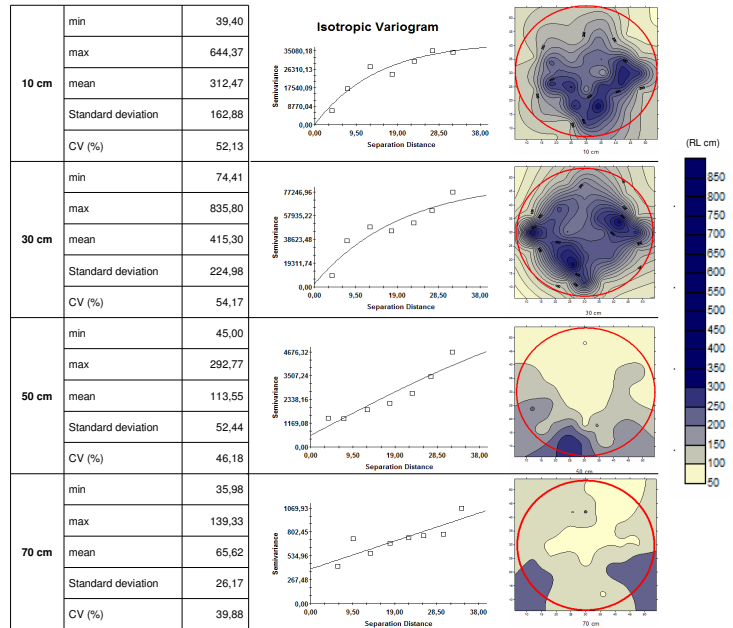 10 cm
min 39,40
max 644,37
mean 312,47
Standard deviation 162,88
CV (%) 52,13
Isotropic Variogram
Semivariance
35080,18
26310,13
17540,09
8770,04
0,00
0,00 9,50 19,00 28,50 38,00
Separation Distance
10 cm
30 cm
min 74,41
max 835,80
mean 415,30
Standard deviation 224,98
CV (%) 54,17
Semivariance
77246,96
57935,22
38623,48
19311,74
0,00
0,00 9,50 19,00 28,50 38,00
Separation Distance
30 cm
50 cm
min 45,00
max 292,77
mean 113,55
Standard deviation 52,44
CV (%) 46,18
Semivariance
4676,32
3507,24
2338,16
1169,08
0,00
0,00 9,50 19,00 28,50 38,00
Separation Distance
50 cm
70 cm
min 35,98
max 139,33
mean 65,62
Standard deviation 26,17
CV (%) 39,88
Semivariance
1069,93
802,45
534,96
267,48
0,00
0,00 9,50 19,00 28,50 38,00
Separation Distance
70 cm
(RL cm)
850
800
750
700
650
600
550
500
450
400
350
300
250
200
150
100
50